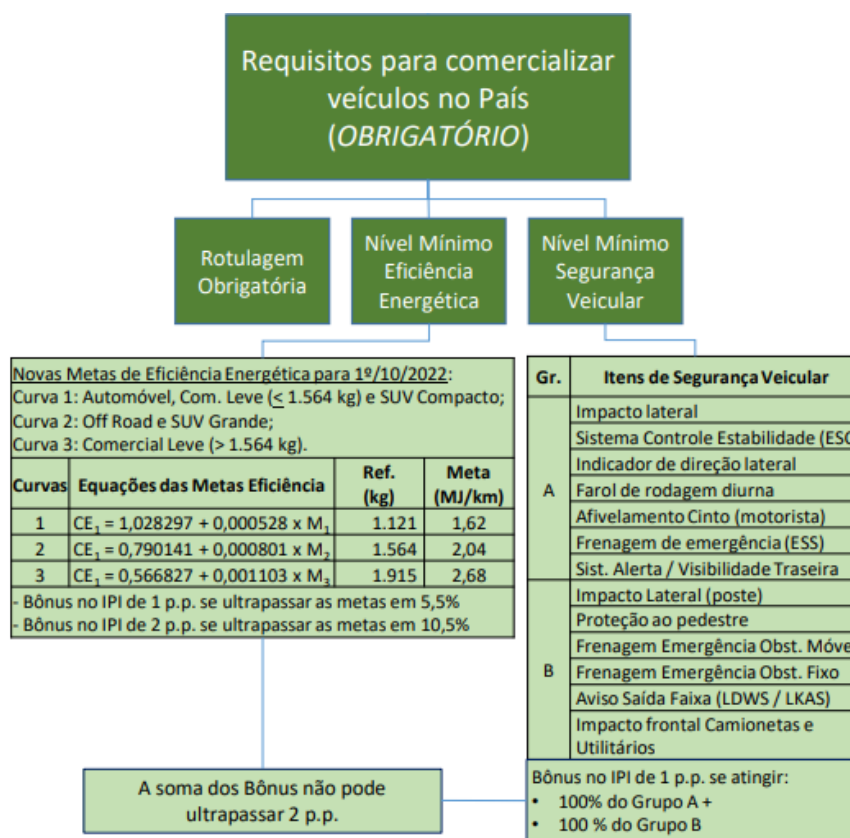 Requisitos para comercializar
veículos no País
(OBRIGATÓRIO)
Rotulagem
Obrigatória
Nível Mínimo
Eficiência
Energética
Nível Mínimo
Segurança
Veicular
Novas Metas de Eficiência Energética para 1º/10/2022:
Curva 1: Automóvel, Com. Leve (< 1.564 kg) e SUV Compacto;
Curva 2: Off Road e SUV Grande;
Curva 3: Comercial Leve (> 1.564 kg).
Curvas Equações das Metas Eficiência Ref. (kg) Meta (MJ/km)
1 CE₁ = 1,028297 + 0,000528 x M₁ 1.121 1,62
2 CE₁ = 0,790141 + 0,000801 x M₂ 1.564 2,04
3 CE₁ = 0,566827 + 0,001103 x M₃ 1.915 2,68
- Bônus no IPI de 1 p.p. se ultrapassar as metas em 5,5%
- Bônus no IPI de 2 p.p. se ultrapassar as metas em 10,5%
Gr. Itens de Segurança Veicular
A
Impacto lateral
Sistema Controle Estabilidade (ESC
Indicador de direção lateral
Farol de rodagem diurna
Afivelamento Cinto (motorista)
Frenagem de emergência (ESS)
Sist. Alerta / Visibilidade Traseira
B
Impacto Lateral (poste)
Proteção ao pedestre
Frenagem Emergência Obst. Móve
Frenagem Emergência Obst. Fixo
Aviso Saída Faixa (LDWS / LKAS)
Impacto frontal Camionetas e
Utilitários
A soma dos Bônus não pode
ultrapassar 2 p.p.
Bônus no IPI de 1 p.p. se atingir:
• 100% do Grupo A +
• 100 % do Grupo B